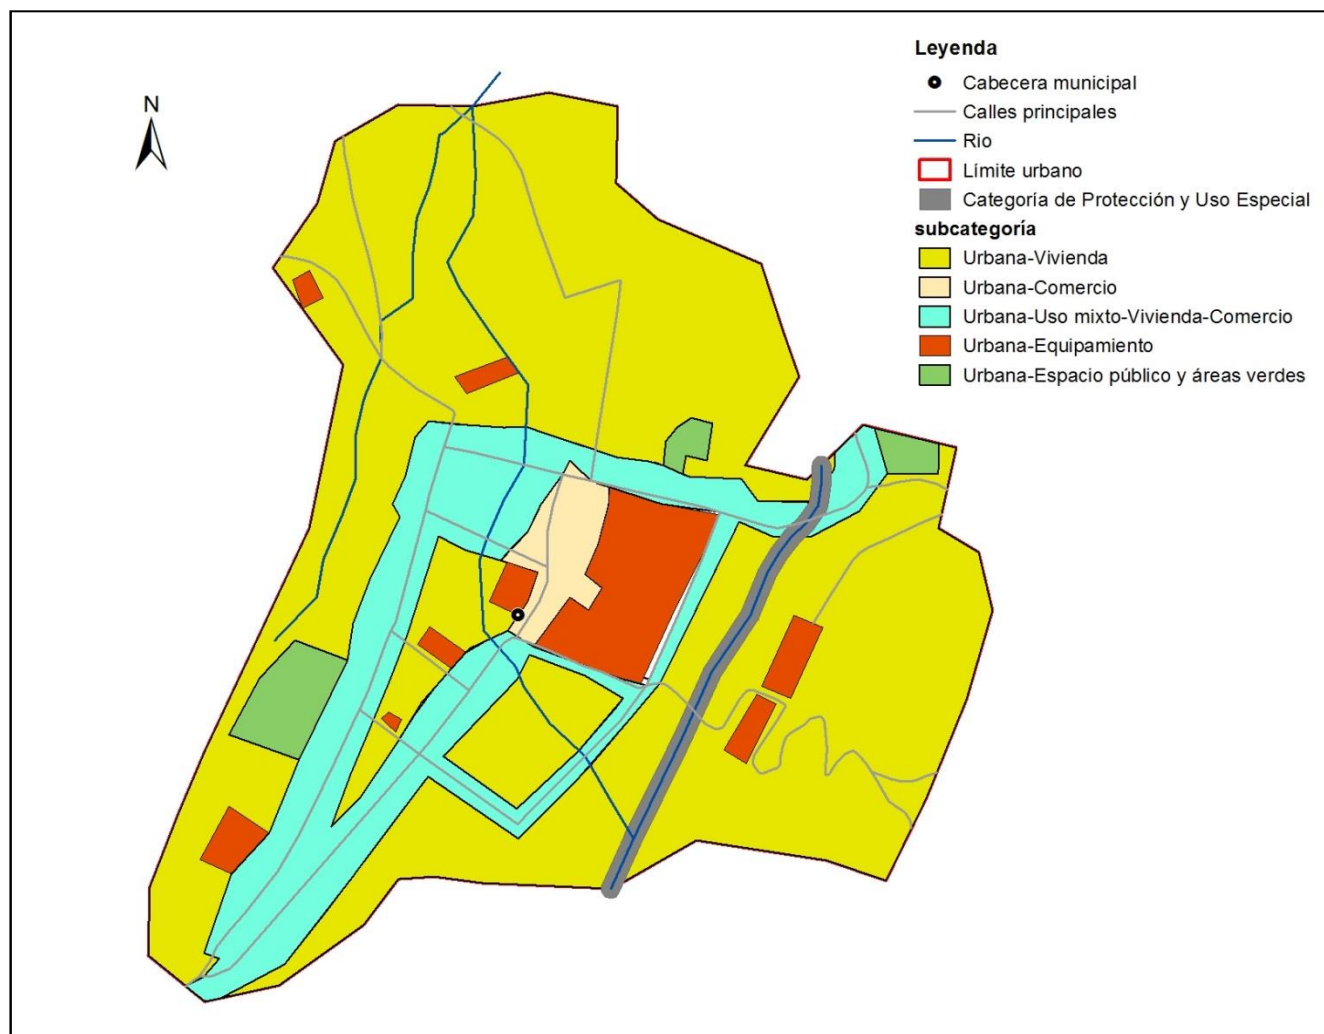 N
Leyenda
Cabecera municipal
Calles principales
Rio
Límite urbano
Categoría de Protección y Uso Especial
subcategoría
Urbana-Vivienda
Urbana-Comercio
Urbana-Uso mixto-Vivienda-Comercio
Urbana-Equipamiento
Urbana-Espacio público y áreas verdes